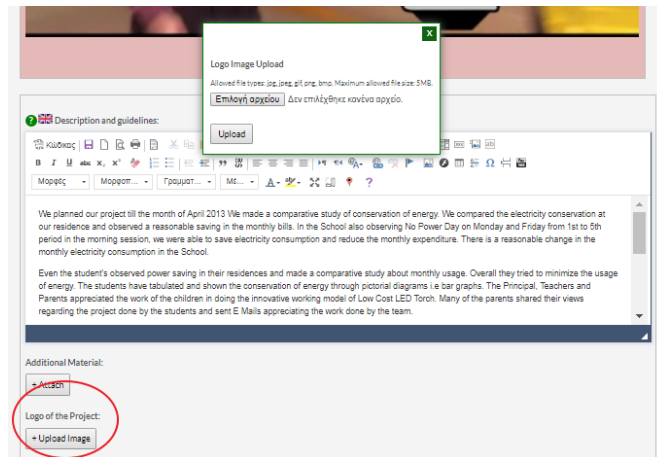 X
Logo Image Upload
Allowed file types: jpg, jpeg, gif, png, bmp. Maximum allowed file size: 5MB.
Επιλογή αρχείου Δεν επιλέχθηκε κανένα αρχείο.
Upload
Description and guidelines:
Κώδικας
B I U abc x, x²
Μορφές Μορφοπ... Γραμματ... Μέ... A
We planned our project till the month of April 2013 We made a comparative study of conservation of energy. We compared the electricity conservation at
our residence and observed a reasonable saving in the monthly bills. In the School also observing No Power Day on Monday and Friday from 1st to 5th
period in the morning session, we were able to save electricity consumption and reduce the monthly expenditure. There is a reasonable change in the
monthly electricity consumption in the School.
Even the student's observed power saving in their residences and made a comparative study about monthly usage. Overall they tried to minimize the usage
of energy. The students have tabulated and shown the conservation of energy through pictorial diagrams i.e bar graphs. The Principal, Teachers and
Parents appreciated the work of the children in doing the innovative working model of Low Cost LED Torch. Many of the parents shared their views
regarding the project done by the students and sent E Mails appreciating the work done by the team.
Additional Material:
+ Attach
Logo of the Project:
+ Upload Image